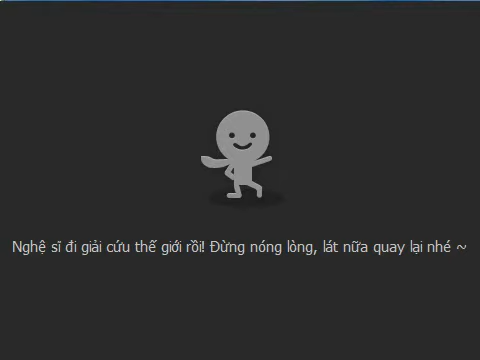 Nghệ sĩ đi giải cứu thế giới rồi! Đừng nóng lòng, lát nữa quay lại nhé ~